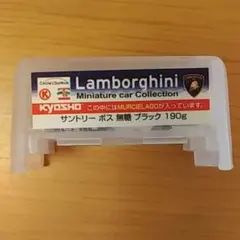 Lamborghini
Miniature car Collection
KYOSHO この中にはMURCIELAGOが入っています。
サントリー ボス 無糖 ブラック 190g